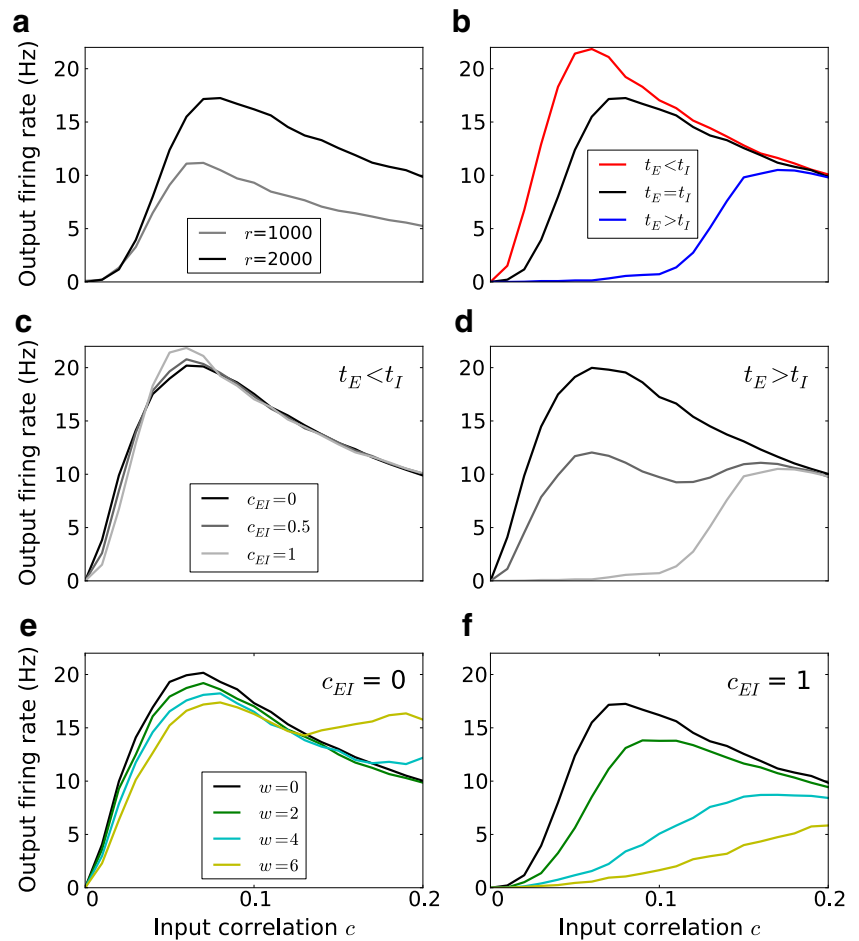 a
Output firing rate (Hz)
20
15
10
5
0
r=1000
r=2000
b
20
15
10
5
0
t_E<t_I
t_E=t_I
t_E>t_I
c
Output firing rate (Hz)
20
15
10
5
0
t_E<t_I
c_EI=0
c_EI=0.5
c_EI=1
d
20
15
10
5
0
t_E>t_I
e
Output firing rate (Hz)
20
15
10
5
0
c_EI = 0
w=0
w=2
w=4
w=6
0 0.1 0.2
Input correlation c
f
20
15
10
5
0
c_EI = 1
0 0.1 0.2
Input correlation c